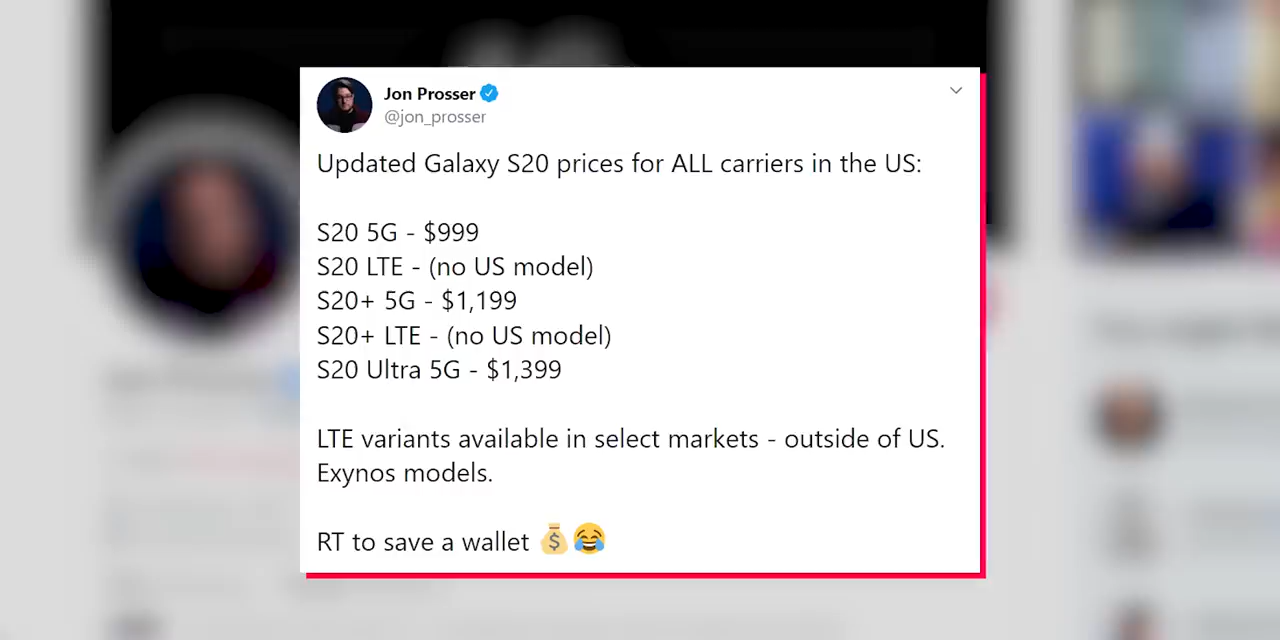 Jon Prosser
@jon_prosser
Updated Galaxy S20 prices for ALL carriers in the US:
S20 5G - $999
S20 LTE - (no US model)
S20+ 5G - $1,199
S20+ LTE - (no US model)
S20 Ultra 5G - $1,399
LTE variants available in select markets - outside of US.
Exynos models.
RT to save a wallet 💰😂